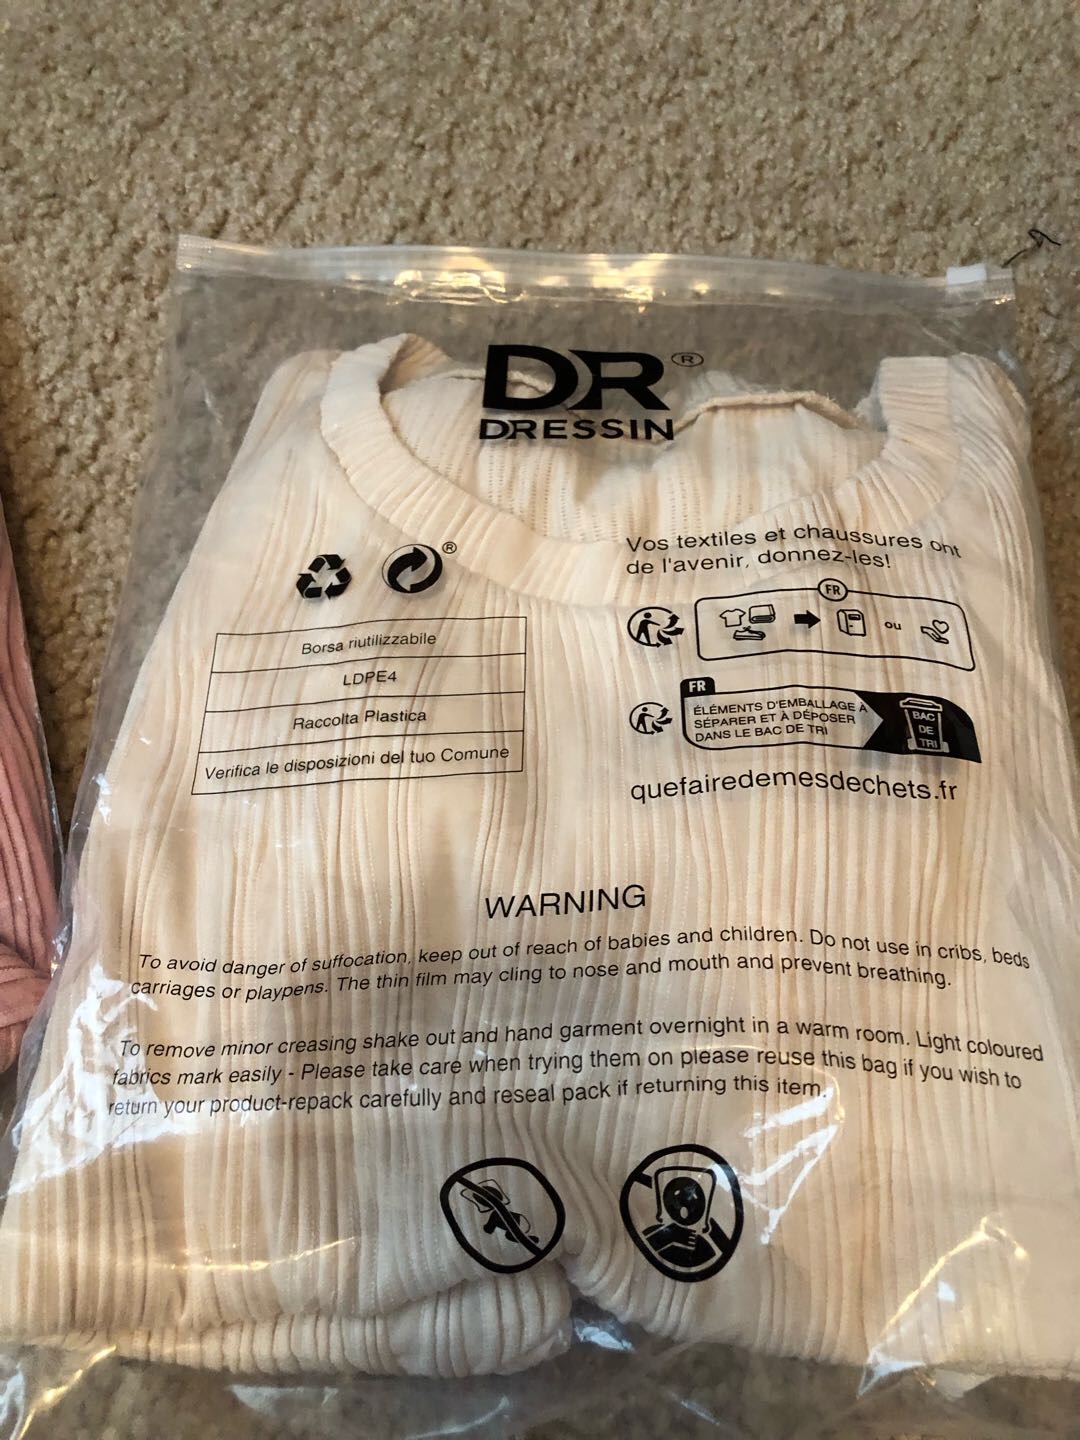 DR®
DRESSIN
®
Borsa riutilizzabile
LDPE4
Raccolta Plastica
Verifica le disposizioni del tuo Comune
Vos textiles et chaussures ont
de l'avenir, donnez-les!
FR
ou
FR
ÉLÉMENTS D'EMBALLAGE À
SÉPARER ET À DÉPOSER
DANS LE BAC DE TRI
BAC
DE
TRI
quefairedemesdechets.fr
WARNING
To avoid danger of suffocation, keep out of reach of babies and children. Do not use in cribs, beds
carriages or playpens. The thin film may cling to nose and mouth and prevent breathing.
To remove minor creasing shake out and hand garment overnight in a warm room. Light coloured
fabrics mark easily - Please take care when trying them on please reuse this bag if you wish to
return your product-repack carefully and reseal pack if returning this item.